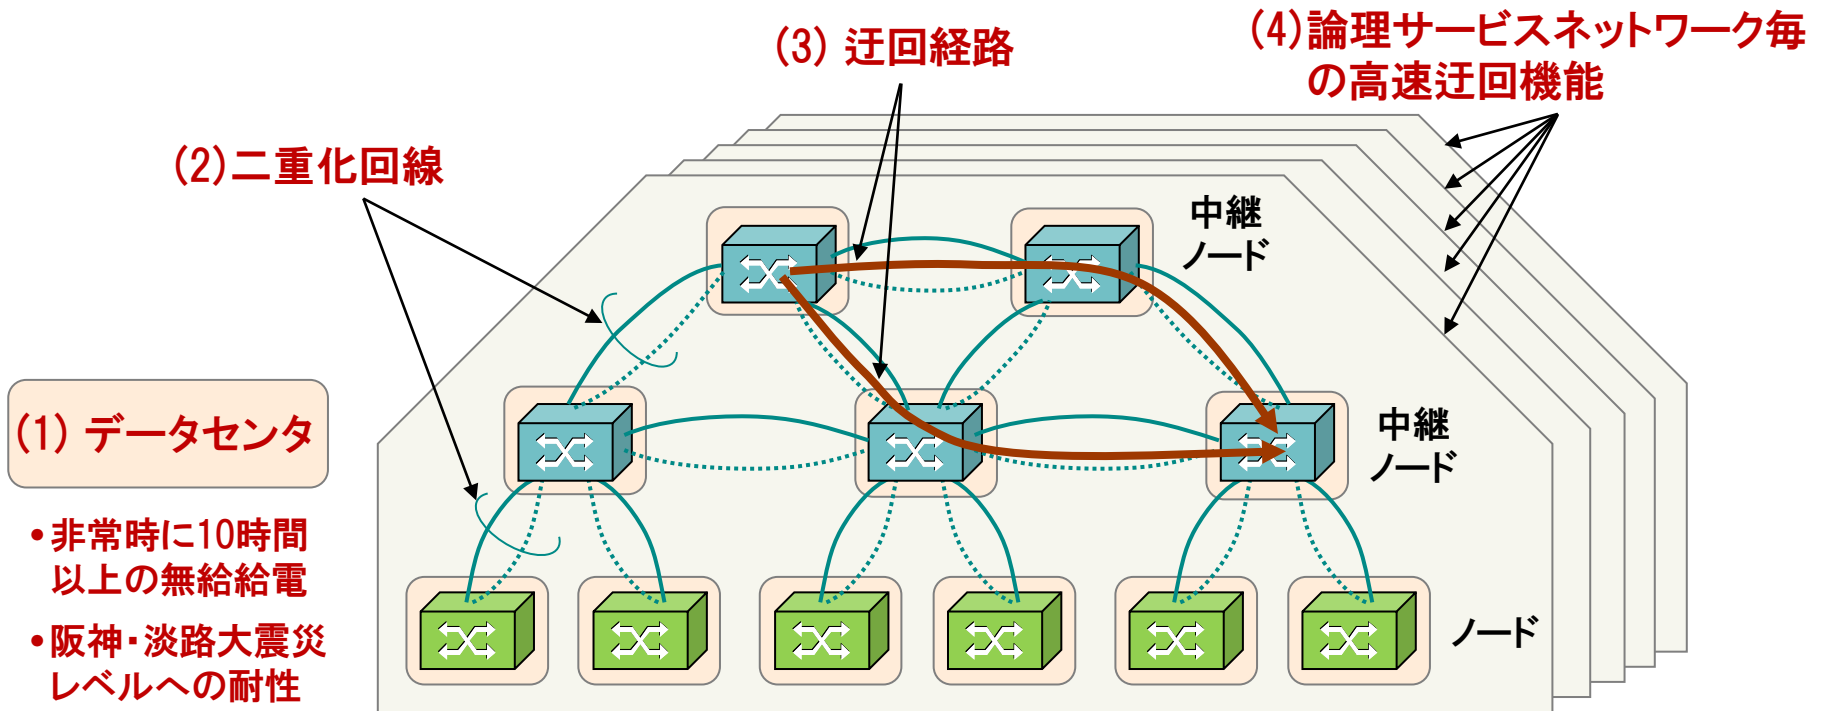 (3) 迂回経路
(4)論理サービスネットワーク毎
の高速迂回機能
(2)二重化回線
中継
ノード
(1) データセンタ
中継
ノード
•非常時に10時間
以上の無給給電
•阪神・淡路大震災
レベルへの耐性
ノード